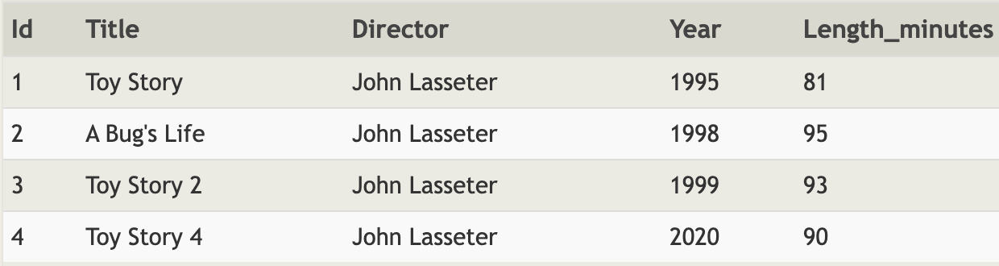 Id Title Director Year Length_minutes
1 Toy Story John Lasseter 1995 81
2 A Bug's Life John Lasseter 1998 95
3 Toy Story 2 John Lasseter 1999 93
4 Toy Story 4 John Lasseter 2020 90